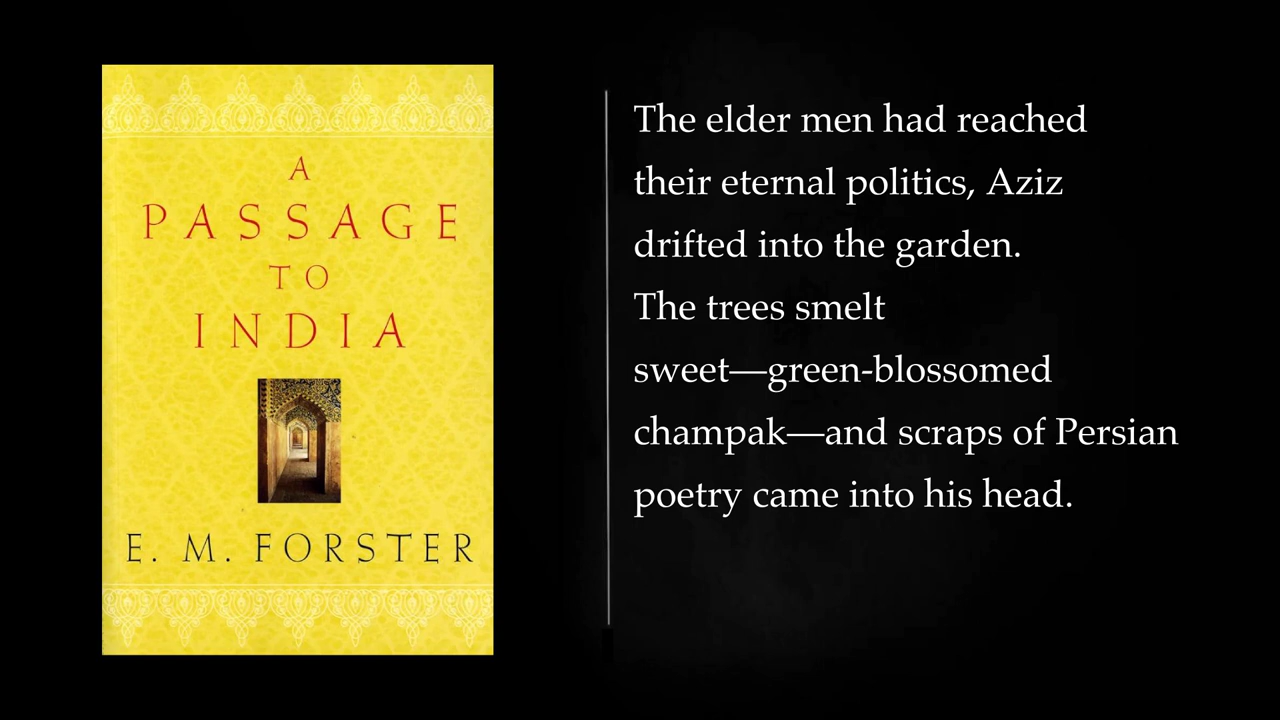 A
PASSAGE
TO
INDIA
E. M. FORSTER
The elder men had reached
their eternal politics, Aziz
drifted into the garden.
The trees smelt
sweet—green-blossomed
champak—and scraps of Persian
poetry came into his head.